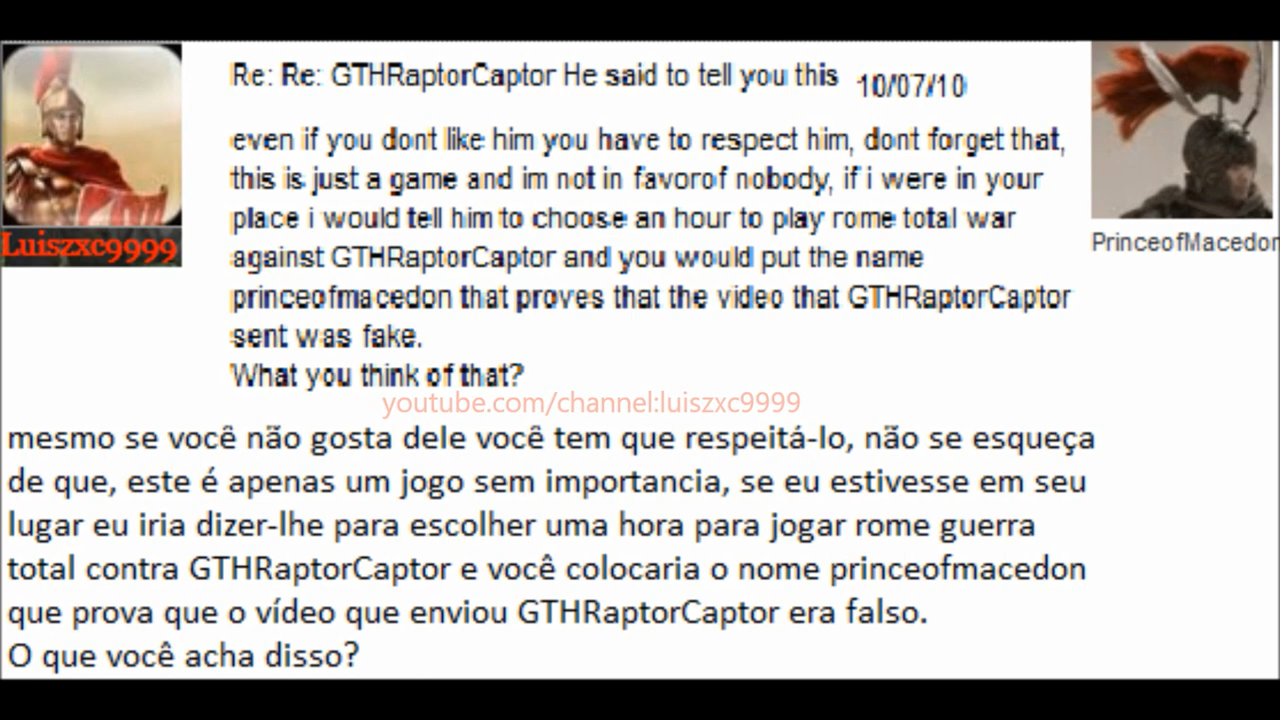 Re: Re: GTHRaptorCaptor He said to tell you this 10/07/10
even if you dont like him you have to respect him, dont forget that,
this is just a game and im not in favorof nobody, if i were in your
place i would tell him to choose an hour to play rome total war
against GTHRaptorCaptor and you would put the name
princeofmacedon that proves that the video that GTHRaptorCaptor
sent was fake.
What you think of that?
Luiszxc9999
PrinceofMacedon
youtube.com/channel:luiszxc9999
mesmo se você não gosta dele você tem que respeitá-lo, não se esqueça
de que, este é apenas um jogo sem importancia, se eu estivesse em seu
lugar eu iria dizer-lhe para escolher uma hora para jogar rome guerra
total contra GTHRaptorCaptor e você colocaria o nome princeofmacedon
que prova que o vídeo que enviou GTHRaptorCaptor era falso.
O que você acha disso?